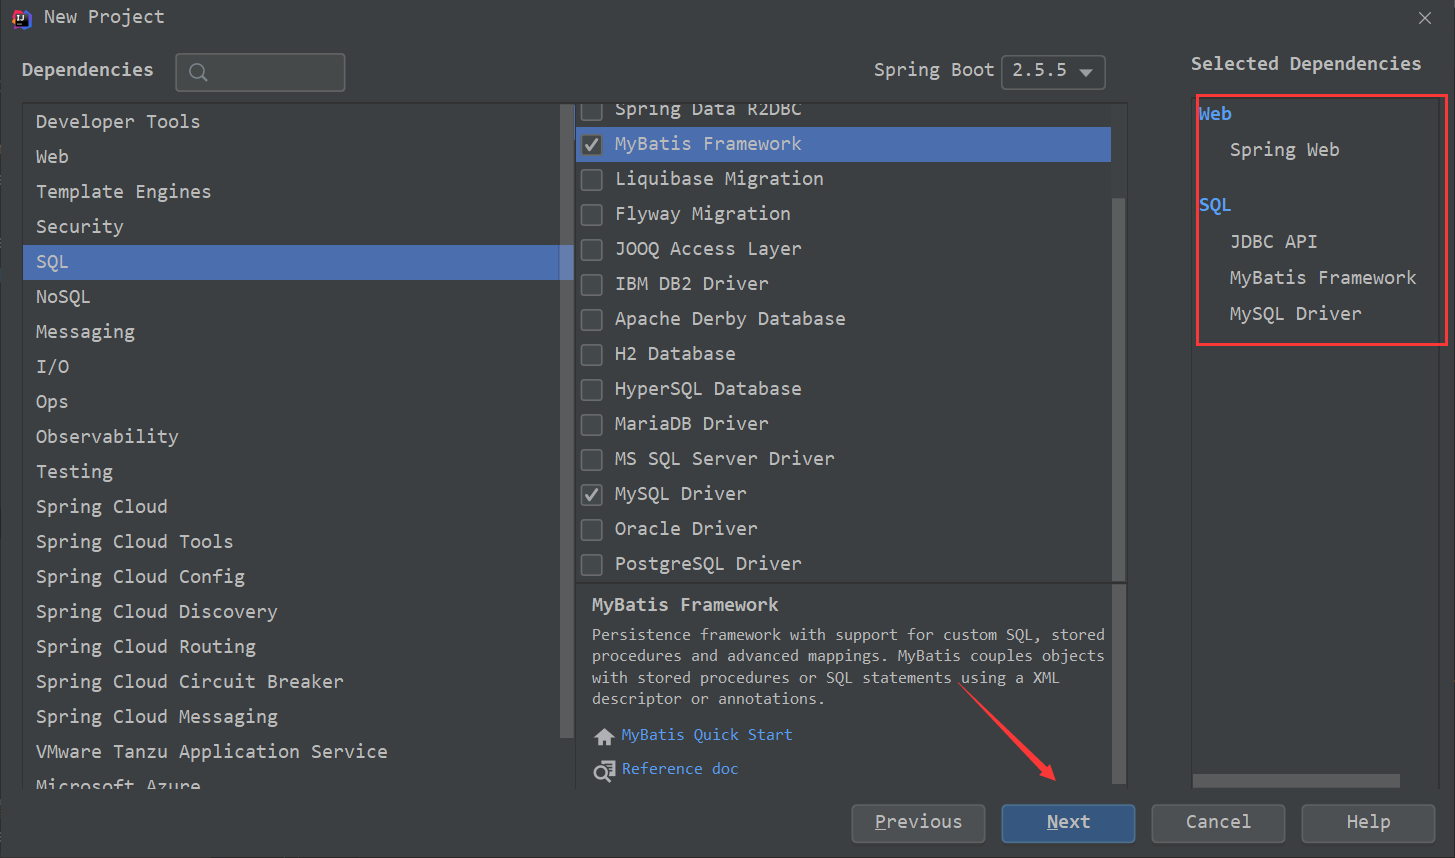 New Project
Dependencies
Spring Boot 2.5.5
Selected Dependencies
Developer Tools
Web
Template Engines
Security
SQL
NoSQL
Messaging
I/O
Ops
Observability
Testing
Spring Cloud
Spring Cloud Tools
Spring Cloud Config
Spring Cloud Discovery
Spring Cloud Routing
Spring Cloud Circuit Breaker
Spring Cloud Messaging
VMware Tanzu Application Service
Microsoft Azure
Spring Data R2DBC
MyBatis Framework
Liquibase Migration
Flyway Migration
JOOQ Access Layer
IBM DB2 Driver
Apache Derby Database
H2 Database
HyperSQL Database
MariaDB Driver
MS SQL Server Driver
MySQL Driver
Oracle Driver
PostgreSQL Driver
MyBatis Framework
Persistence framework with support for custom SQL, stored
procedures and advanced mappings. MyBatis couples objects
with stored procedures or SQL statements using a XML
descriptor or annotations.
MyBatis Quick Start
Reference doc
Web
Spring Web
SQL
JDBC API
MyBatis Framework
MySQL Driver
Previous
Next
Cancel
Help